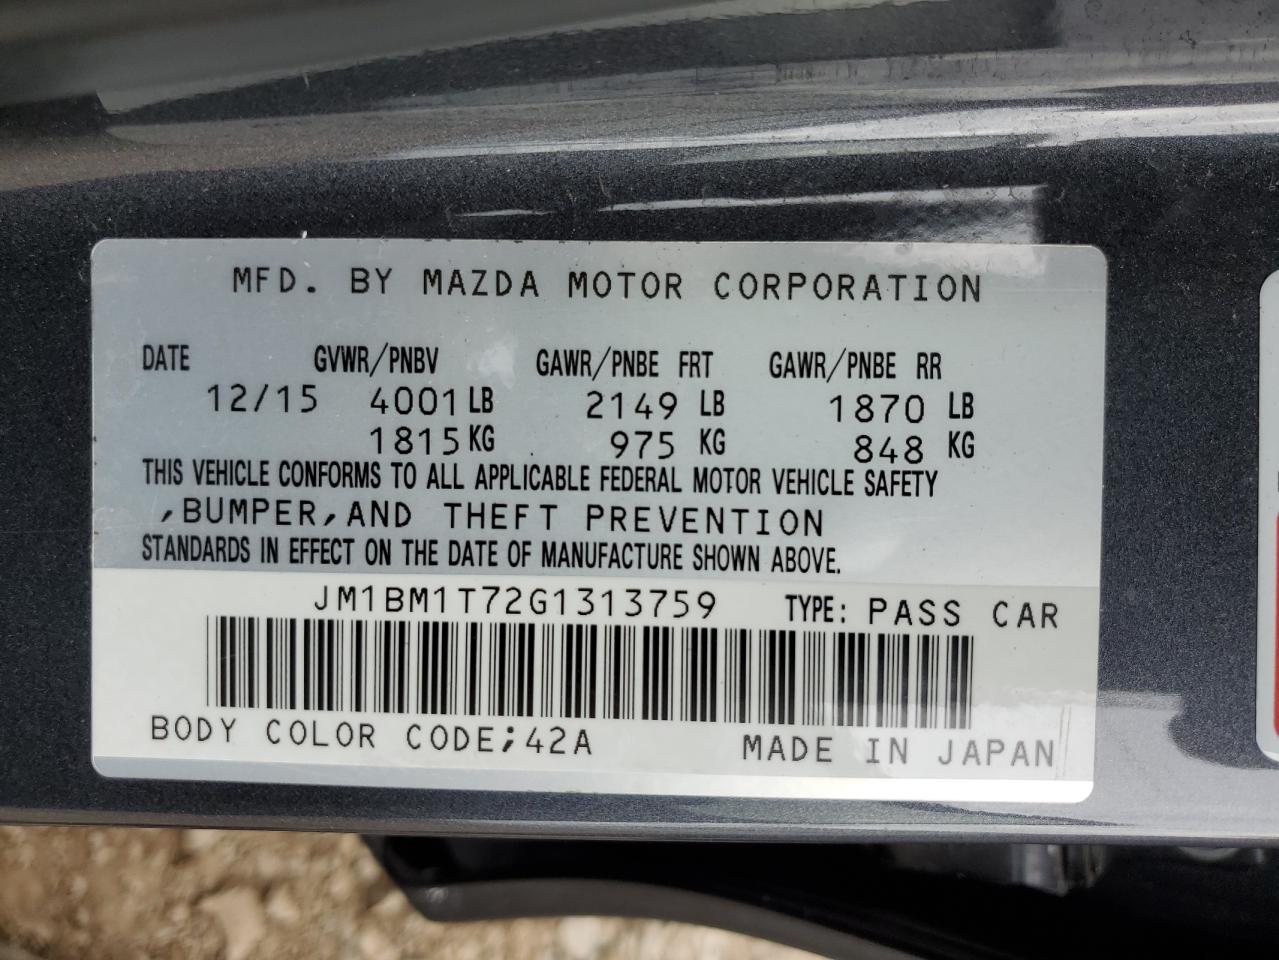 MFD. BY MAZDA MOTOR CORPORATION
DATE GVWR/PNBV GAWR/PNBE FRT GAWR/PNBE RR
12/15 4001 LB 2149 LB 1870 LB
1815 KG 975 KG 848 KG
THIS VEHICLE CONFORMS TO ALL APPLICABLE FEDERAL MOTOR VEHICLE SAFETY
,BUMPER,AND THEFT PREVENTION
STANDARDS IN EFFECT ON THE DATE OF MANUFACTURE SHOWN ABOVE.
JM1BM1T72G1313759 TYPE: PASS CAR
BODY COLOR CODE;42A MADE IN JAPAN